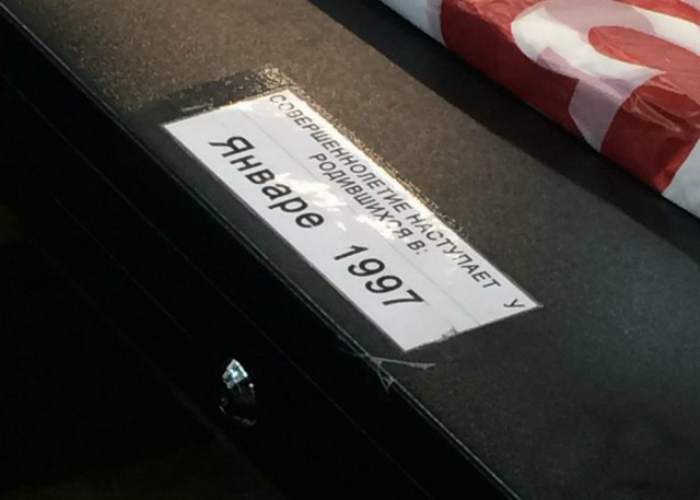 СОВЕРШЕННОЛЕТИЕ НАСТУПАЕТ У
РОДИВШИХСЯ В:
Январе 1997